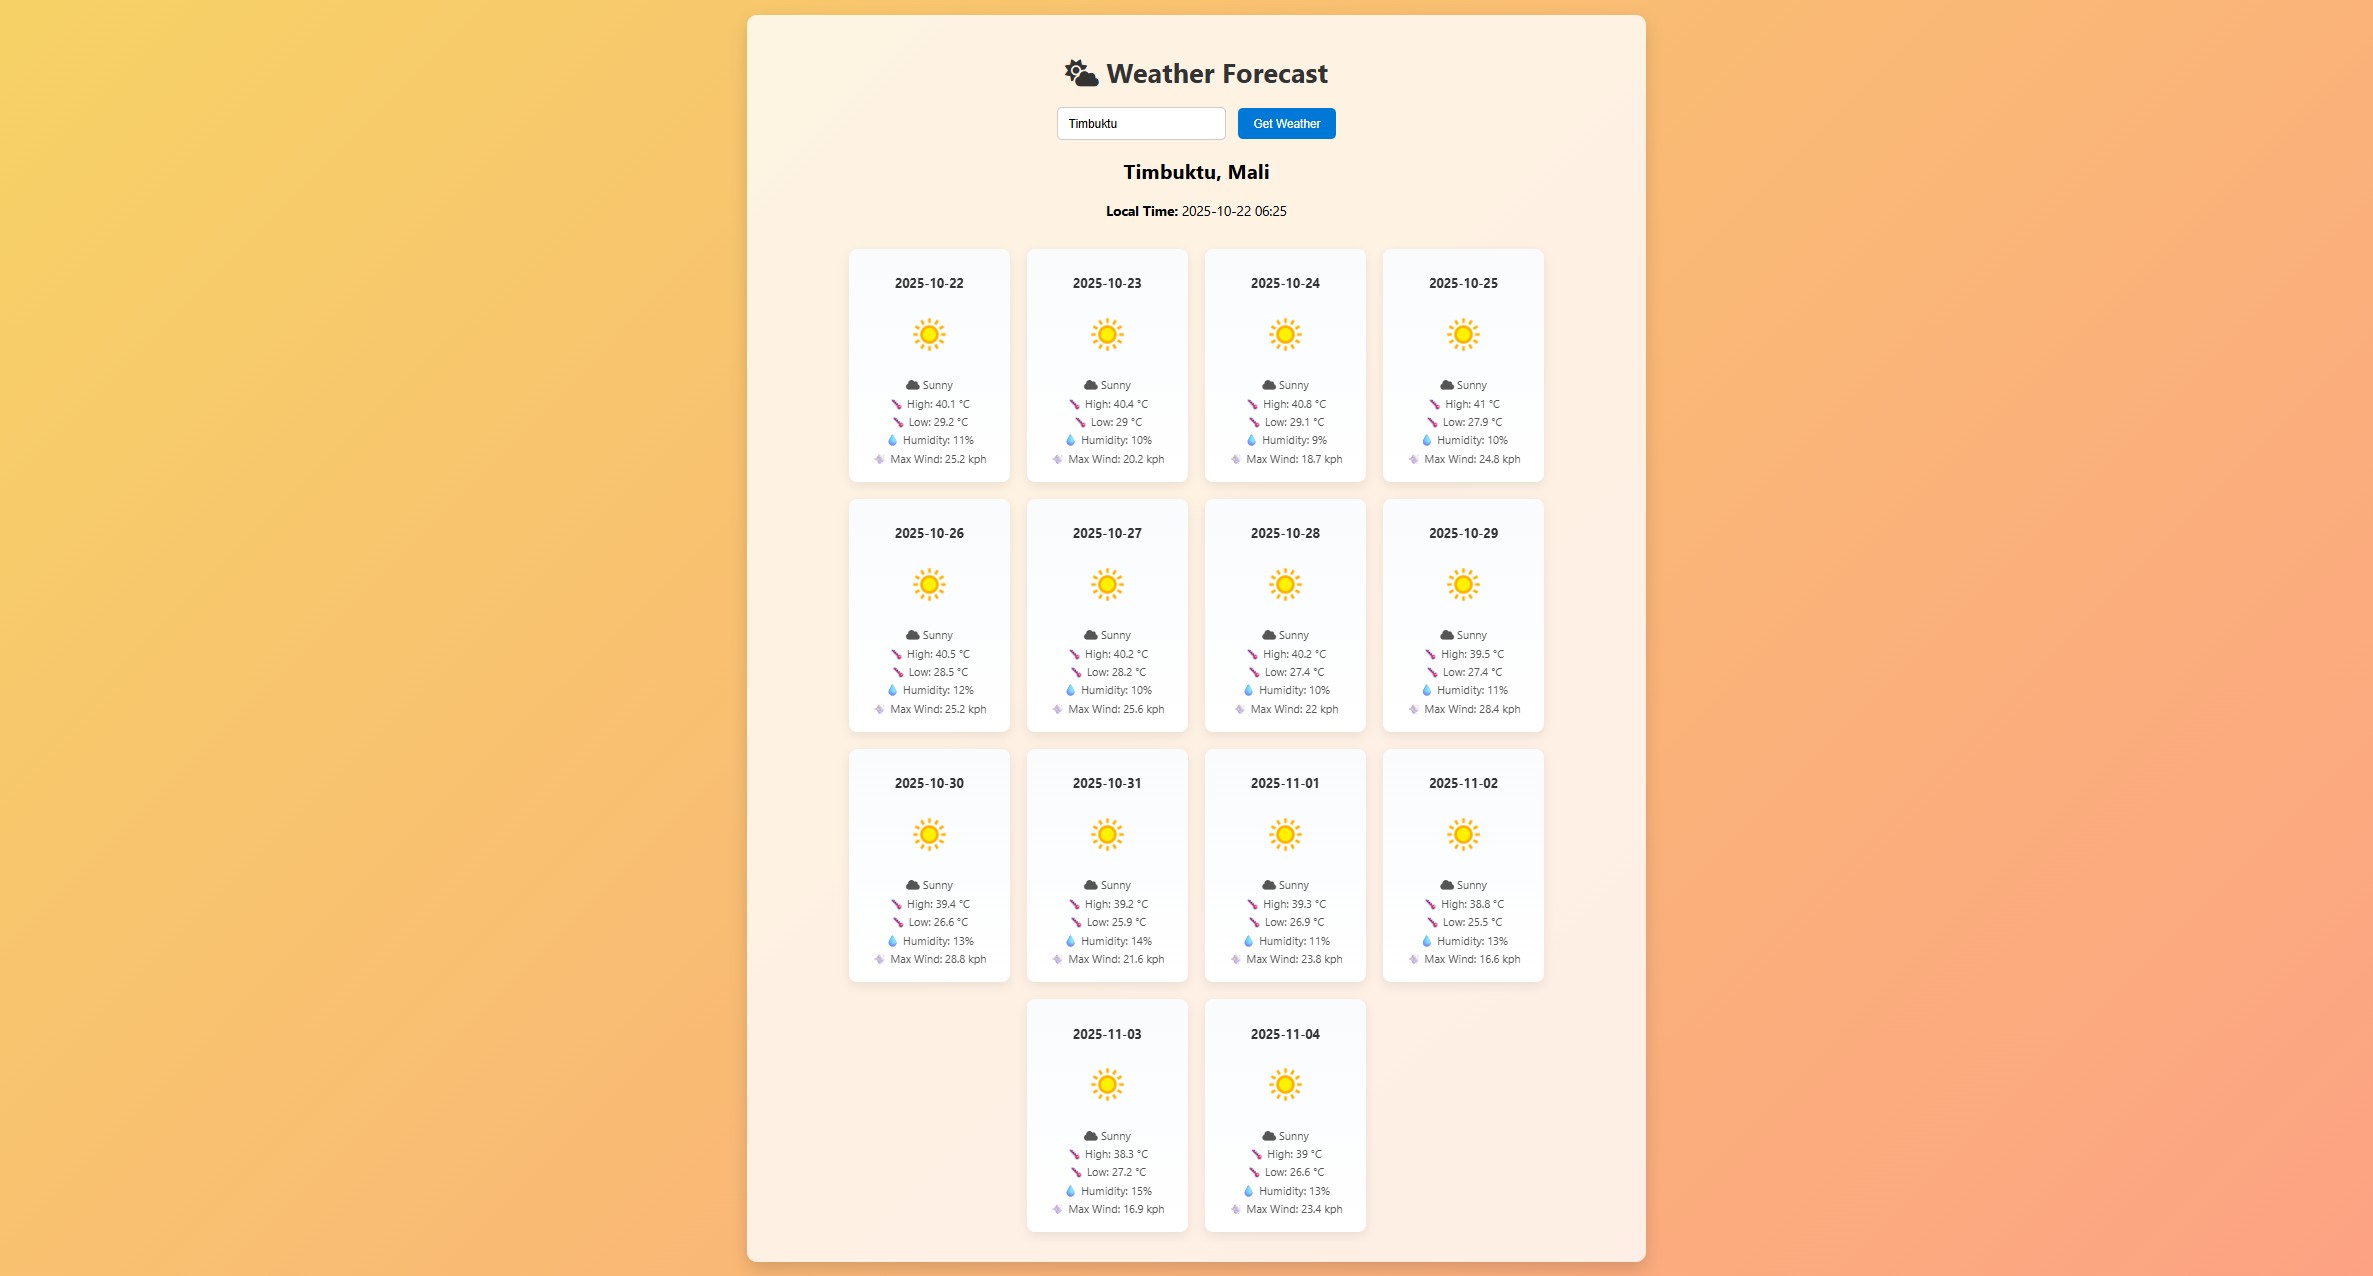 Weather Forecast
Timbuktu
Get Weather
Timbuktu, Mali
Local Time: 2025-10-22 06:25
2025-10-22
Sunny
High: 40.1 °C
Low: 29.2 °C
Humidity: 11%
Max Wind: 25.2 kph
2025-10-23
Sunny
High: 40.4 °C
Low: 29 °C
Humidity: 10%
Max Wind: 20.2 kph
2025-10-24
Sunny
High: 40.8 °C
Low: 29.1 °C
Humidity: 9%
Max Wind: 18.7 kph
2025-10-25
Sunny
High: 41 °C
Low: 27.9 °C
Humidity: 10%
Max Wind: 24.8 kph
2025-10-26
Sunny
High: 40.5 °C
Low: 28.5 °C
Humidity: 12%
Max Wind: 25.2 kph
2025-10-27
Sunny
High: 40.2 °C
Low: 28.2 °C
Humidity: 10%
Max Wind: 25.6 kph
2025-10-28
Sunny
High: 40.2 °C
Low: 27.4 °C
Humidity: 10%
Max Wind: 22 kph
2025-10-29
Sunny
High: 39.5 °C
Low: 27.4 °C
Humidity: 11%
Max Wind: 28.4 kph
2025-10-30
Sunny
High: 39.4 °C
Low: 26.6 °C
Humidity: 13%
Max Wind: 28.8 kph
2025-10-31
Sunny
High: 39.2 °C
Low: 25.9 °C
Humidity: 14%
Max Wind: 21.6 kph
2025-11-01
Sunny
High: 39.3 °C
Low: 26.9 °C
Humidity: 11%
Max Wind: 23.8 kph
2025-11-02
Sunny
High: 38.8 °C
Low: 25.5 °C
Humidity: 13%
Max Wind: 16.6 kph
2025-11-03
Sunny
High: 38.3 °C
Low: 27.2 °C
Humidity: 15%
Max Wind: 16.9 kph
2025-11-04
Sunny
High: 39 °C
Low: 26.6 °C
Humidity: 13%
Max Wind: 23.4 kph